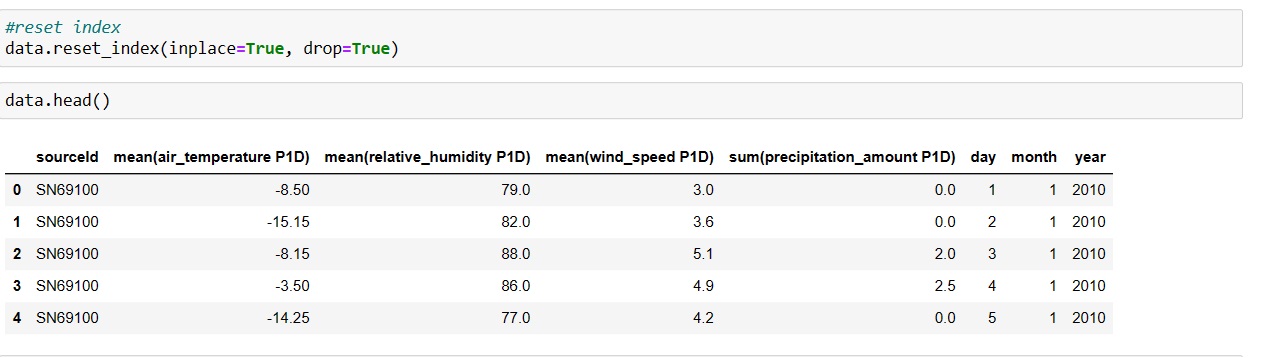 #reset index
data.reset_index(inplace=True, drop=True)
data.head()
sourceId mean(air_temperature P1D) mean(relative_humidity P1D) mean(wind_speed P1D) sum(precipitation_amount P1D) day month year
0 SN69100 -8.50 79.0 3.0 0.0 1 1 2010
1 SN69100 -15.15 82.0 3.6 0.0 2 1 2010
2 SN69100 -8.15 88.0 5.1 2.0 3 1 2010
3 SN69100 -3.50 86.0 4.9 2.5 4 1 2010
4 SN69100 -14.25 77.0 4.2 0.0 5 1 2010